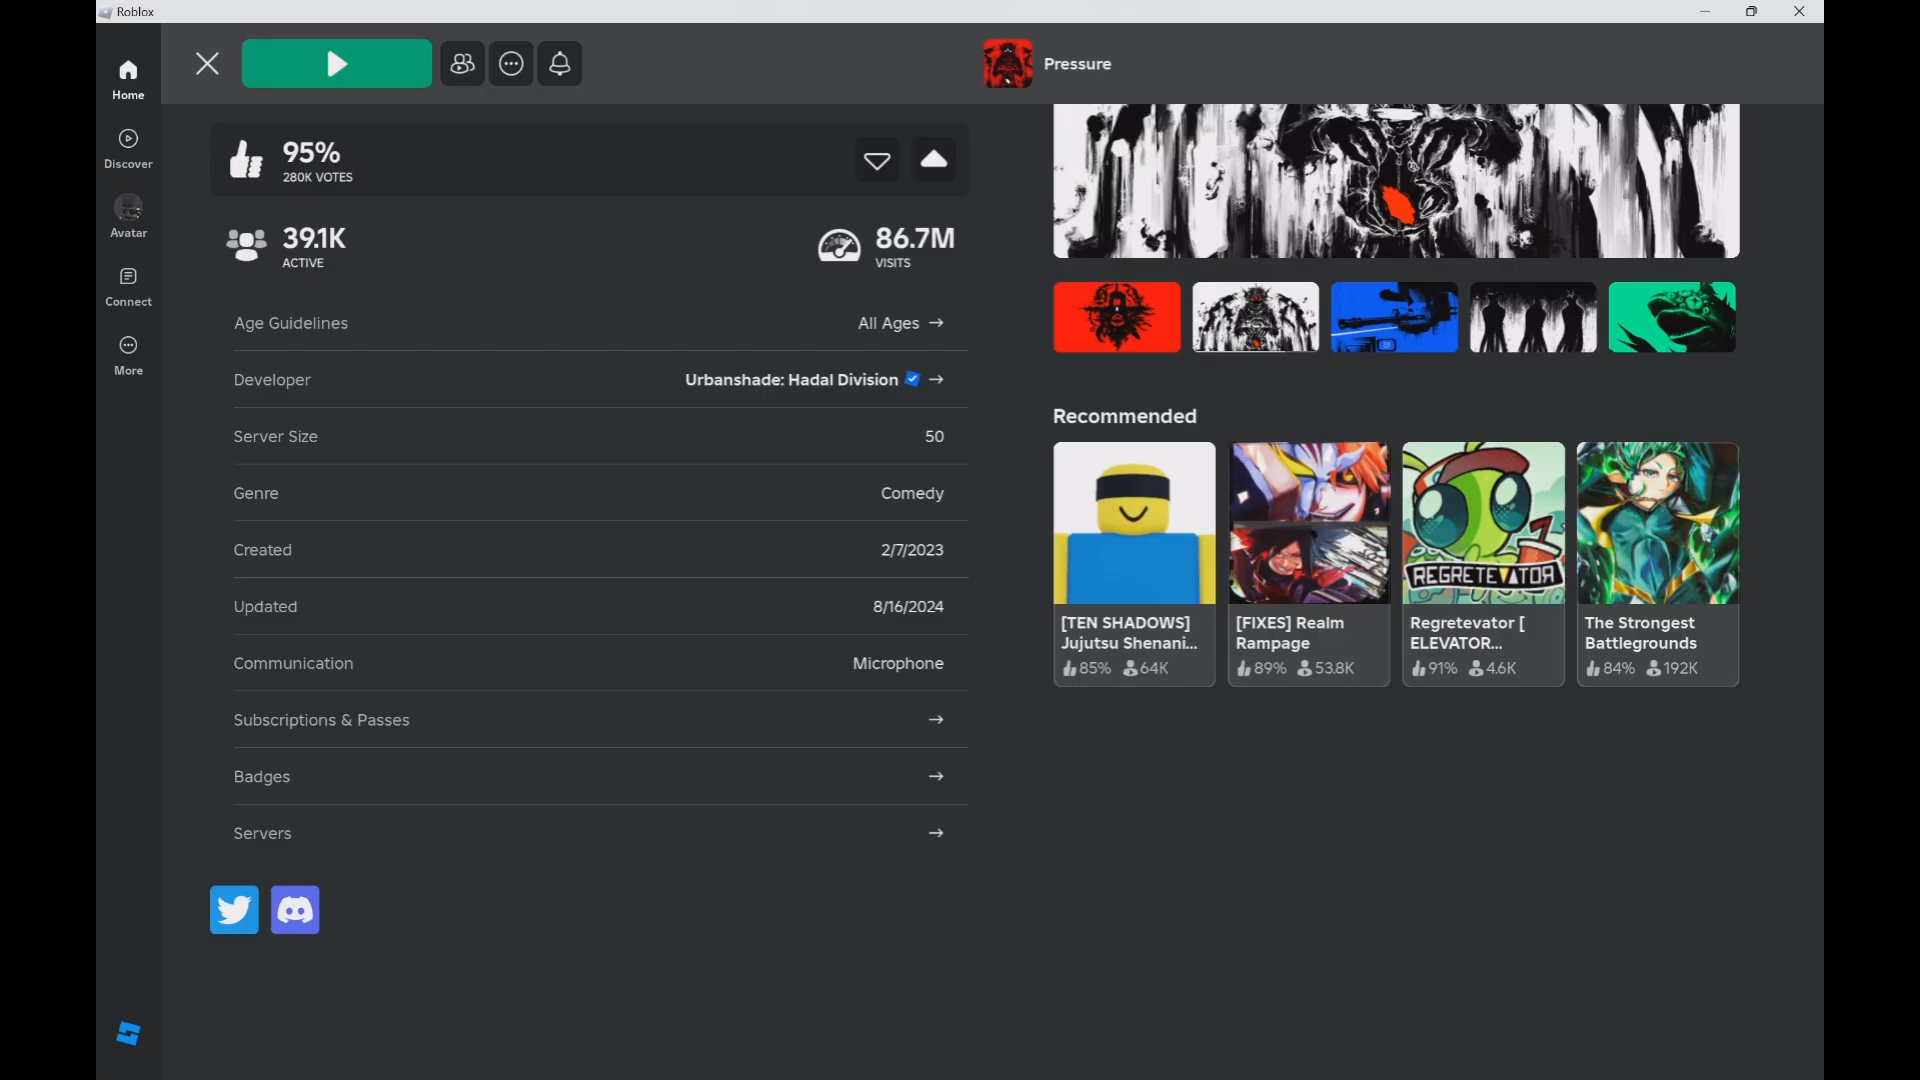 Roblox
Pressure
Home
Discover
Avatar
Connect
More
95%
280K VOTES
39.1K
ACTIVE
86.7M
VISITS
Age Guidelines All Ages →
Developer Urbanshade: Hadal Division →
Server Size 50
Genre Comedy
Created 2/7/2023
Updated 8/16/2024
Communication Microphone
Subscriptions & Passes →
Badges →
Servers →
Recommended
REGRETEVATOR
[TEN SHADOWS]
Jujutsu Shenani...
85% 64K
[FIXES] Realm
Rampage
89% 53.8K
Regretevator [
ELEVATOR...
91% 4.6K
The Strongest
Battlegrounds
84% 192K